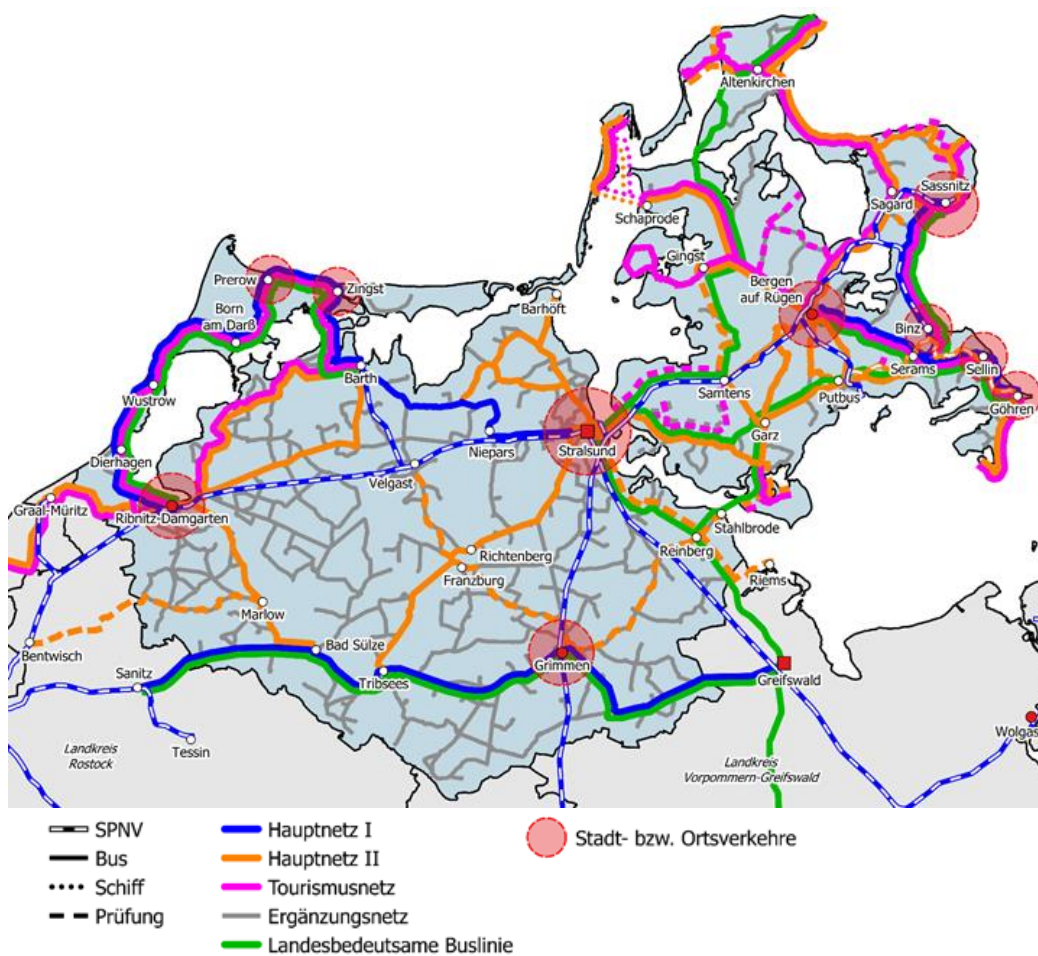 Altenkirchen
Sassnitz
Sagard
Schaprode
Gingst
Bergen
auf Rügen
Prerow
Zingst
Born
am Darß
Barhöft
Binz
Serams
Sellin
Barth
Samtens
Putbus
Göhren
Wustrow
Niepars
Stralsund
Garz
Dierhagen
Velgast
Graal-Müritz
Ribnitz-Damgarten
Stahlbrode
Reinberg
Richtenberg
Franzburg
Riems
Marlow
Bad Sülze
Bentwisch
Sanitz
Tribsees
Grimmen
Greifswald
Tessin
Wolgas
Landkreis
Rostock
Landkreis
Vorpommern-Greifswald
SPNV
Bus
Schiff
Prüfung
Hauptnetz I
Hauptnetz II
Tourismusnetz
Ergänzungsnetz
Landesbedeutsame Buslinie
Stadt- bzw. Ortsverkehre